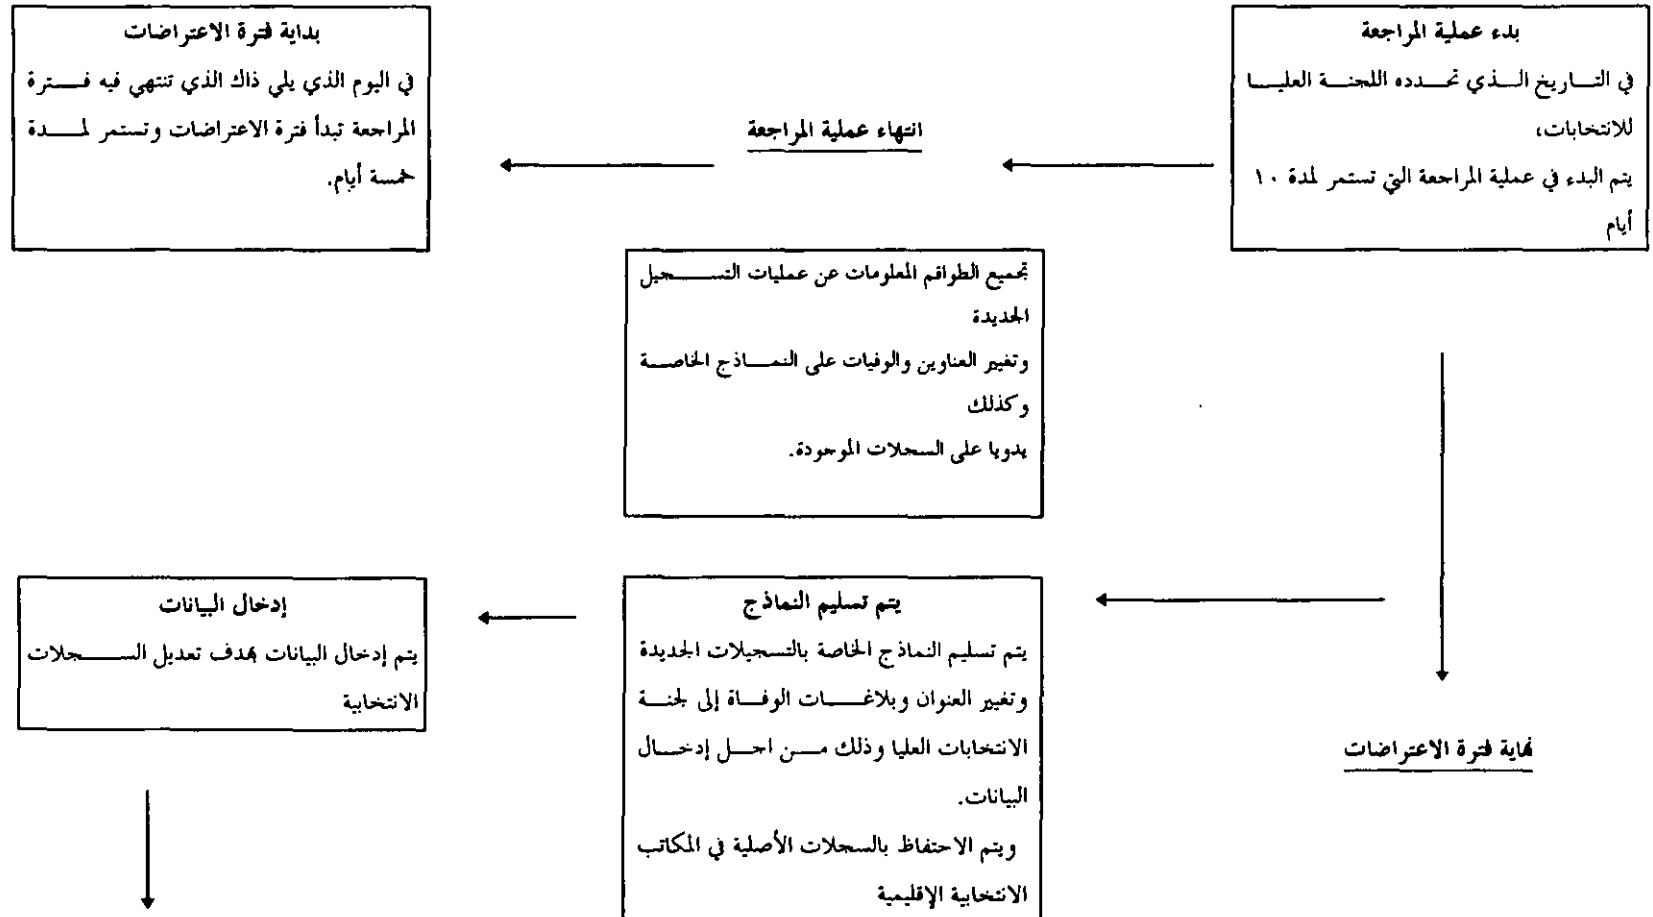 بدء عملية المراجعة
في التاريخ الذي تحدده اللجنة العليا
للانتخابات،
يتم البدء في عملية المراجعة التي تستمر لمدة ١٠
أيام
انتهاء عملية المراجعة
بداية فترة الاعتراضات
في اليوم الذي يلي ذاك الذي تنتهي فيه فترة
المراجعة تبدأ فترة الاعتراضات وتستمر لمدة
خمسة أيام.
تجميع الطواقم المعلومات عن عمليات التسجيل
الجديدة
وتغيير العناوين والوفيات على النماذج الخاصة
وكذلك
يدويا على السجلات الموجودة.
نهاية فترة الاعتراضات
يتم تسليم النماذج
يتم تسليم النماذج الخاصة بالتسجيلات الجديدة
وتغيير العنوان وبلاغات الوفاة إلى لجنة
الانتخابات العليا وذلك من اجل إدخال
البيانات.
ويتم الاحتفاظ بالسجلات الأصلية في المكاتب
الانتخابية الإقليمية
إدخال البيانات
يتم إدخال البيانات بهدف تعديل السجلات
الانتخابية